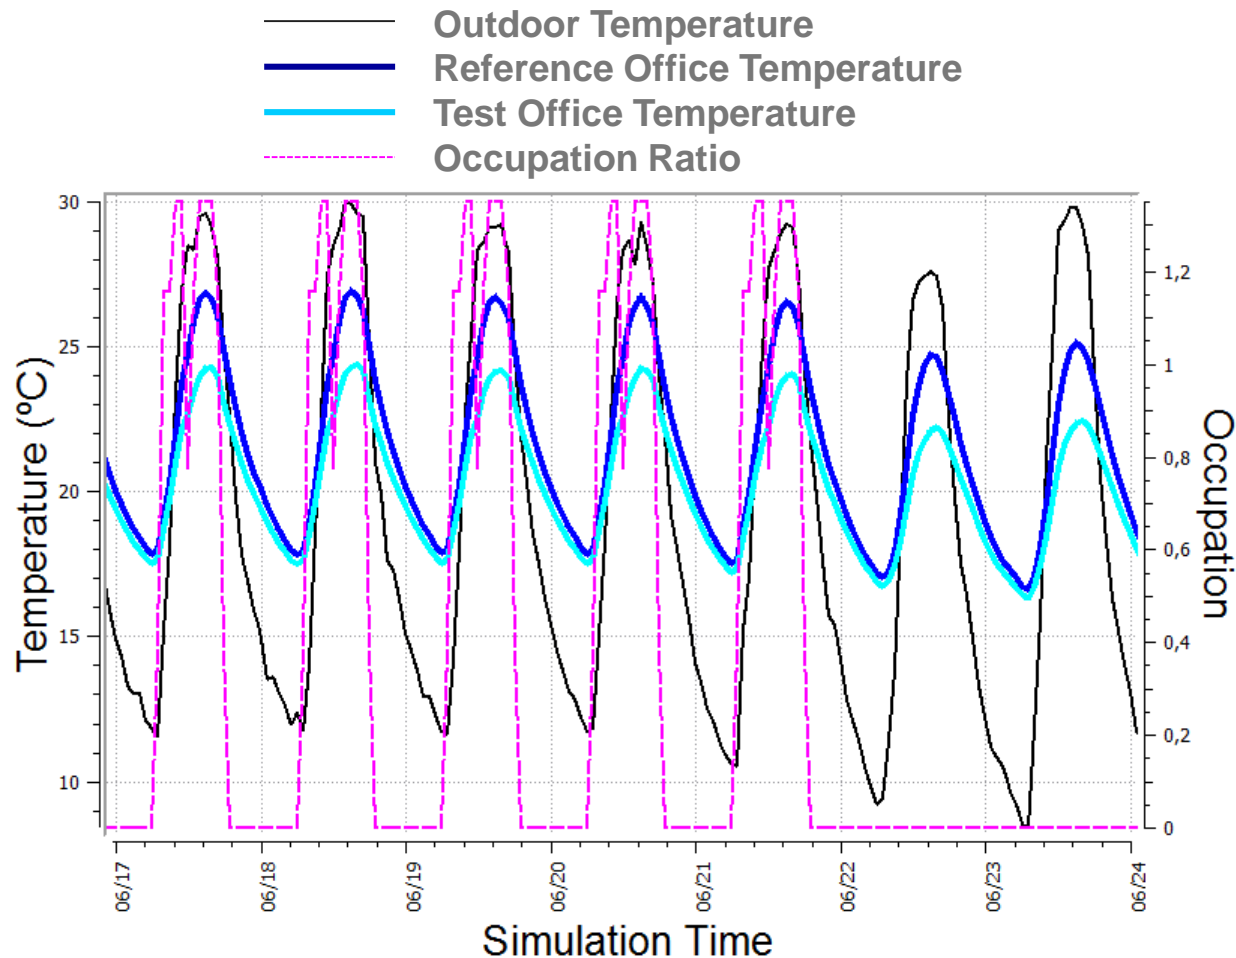 Outdoor Temperature
Reference Office Temperature
Test Office Temperature
Occupation Ratio
Temperature (ºC)
30
25
20
15
10
1,2
1
0,8
0,6
0,4
0,2
0
Occupation
06/17
06/18
06/19
06/20
06/21
06/22
06/23
06/24
Simulation Time